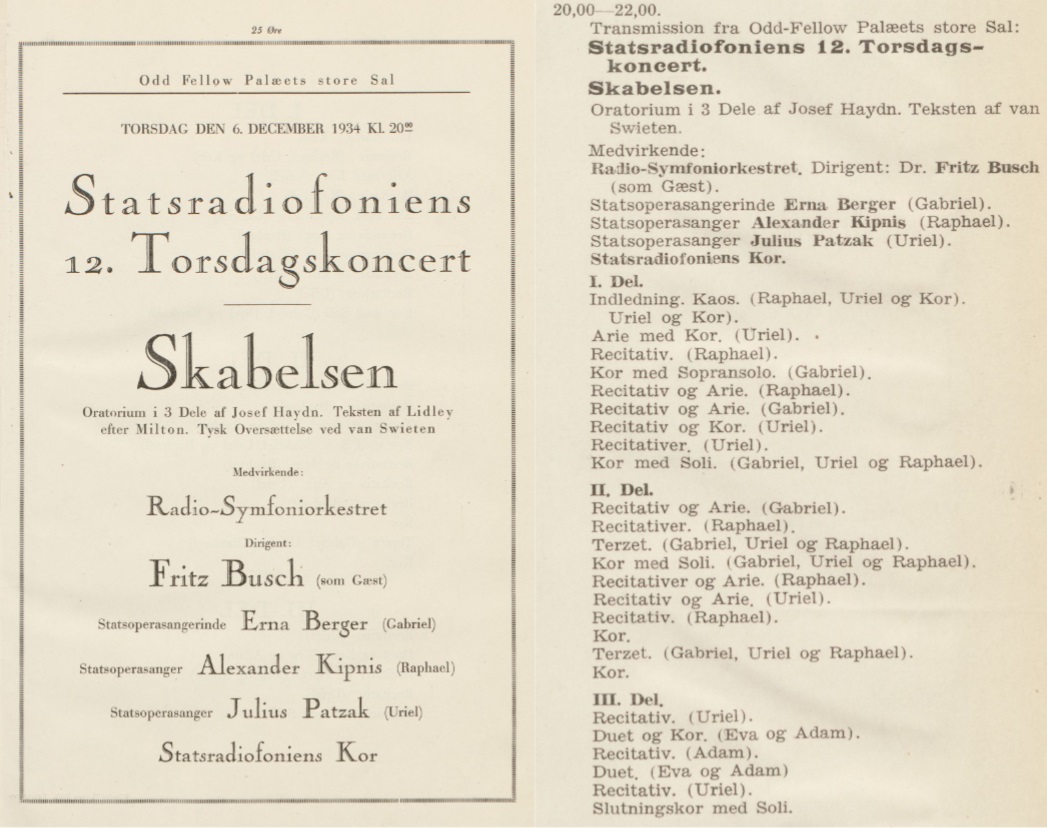 25 Øre
Odd Fellow Palæets store Sal
TORSDAG DEN 6. DECEMBER 1934 KL. 20⁰⁰
Statsradiofoniens
12. Torsdagskoncert
Skabelsen
Oratorium i 3 Dele af Josef Haydn. Teksten af Lidley
efter Milton. Tysk Oversættelse ved van Swieten
Medvirkende:
Radio-Symfoniorkestret
Dirigent:
Fritz Busch (som Gæst)
Statsoperasangerinde Erna Berger (Gabriel)
Statsoperasanger Alexander Kipnis (Raphael)
Statsoperasanger Julius Patzak (Uriel)
Statsradiofoniens Kor
20,00—22,00.
Transmission fra Odd-Fellow Palæets store Sal:
Statsradiofoniens 12. Torsdags-
koncert.
Skabelsen.
Oratorium i 3 Dele af Josef Haydn. Teksten af van
Swieten.
Medvirkende:
Radio-Symfoniorkestret. Dirigent: Dr. Fritz Busch
(som Gæst).
Statsoperasangerinde Erna Berger (Gabriel).
Statsoperasanger Alexander Kipnis (Raphael).
Statsoperasanger Julius Patzak (Uriel).
Statsradiofoniens Kor.
I. Del.
Indledning. Kaos. (Raphael, Uriel og Kor).
Uriel og Kor).
Arie med Kor. (Uriel).
Recitativ. (Raphael).
Kor med Sopransolo. (Gabriel).
Recitativ og Arie. (Raphael).
Recitativ og Arie. (Gabriel).
Recitativ og Kor. (Uriel).
Recitativer. (Uriel).
Kor med Soli. (Gabriel, Uriel og Raphael).
II. Del.
Recitativ og Arie. (Gabriel).
Recitativer. (Raphael).
Terzet. (Gabriel, Uriel og Raphael).
Kor med Soli. (Gabriel, Uriel og Raphael).
Recitativer og Arie. (Raphael).
Recitativ og Arie. (Uriel).
Recitativ. (Raphael).
Kor.
Terzet. (Gabriel, Uriel og Raphael).
Kor.
III. Del.
Recitativ. (Uriel).
Duet og Kor. (Eva og Adam).
Recitativ. (Adam).
Duet. (Eva og Adam)
Recitativ. (Uriel).
Slutningskor med Soli.